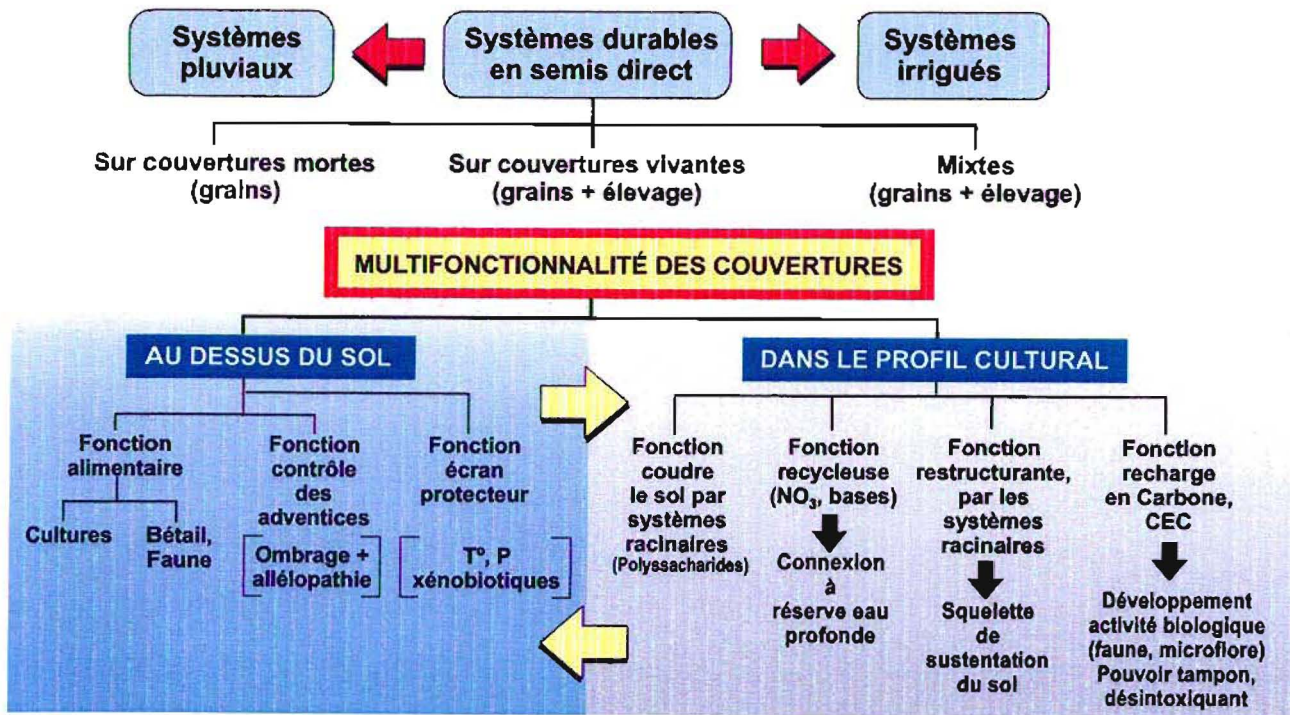 Systèmes
pluviaux
Systèmes durables
en semis direct
Systèmes
irrigués
Sur couvertures mortes
(grains)
Sur couvertures vivantes
(grains + élevage)
Mixtes
(grains + élevage)
MULTIFONCTIONNALITÉ DES COUVERTURES
AU DESSUS DU SOL
Fonction
alimentaire
Cultures
Bétail,
Faune
Fonction
contrôle
des
adventices
Ombrage +
allélopathie
Fonction
écran
protecteur
Tº, P
xénobiotiques
DANS LE PROFIL CULTURAL
Fonction
coudre
le sol par
systèmes
racinaires
(Polyssacharides)
Fonction
recycleuse
(NO₃, bases)
Connexion
à
réserve eau
profonde
Fonction
restructurante,
par les
systèmes
racinaires
Squelette
de
sustentation
du sol
Fonction
recharge
en Carbone,
CEC
Développement
activité biologique
(faune, microflore)
Pouvoir tampon,
désintoxiquant